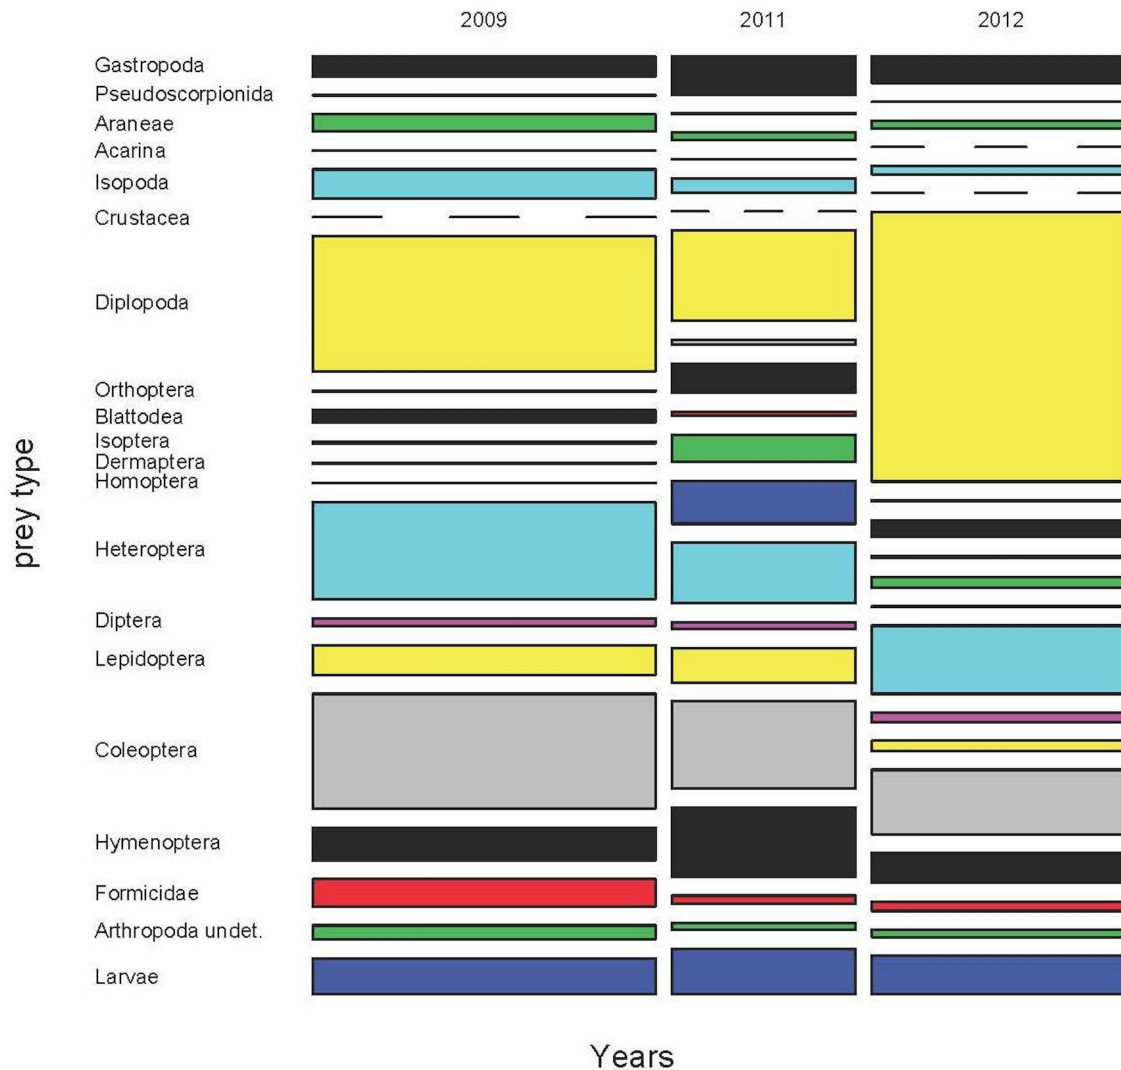 2009 2011 2012
Gastropoda
Pseudoscorpionida
Araneae
Acarina
Isopoda
Crustacea
Diplopoda
Orthoptera
Blattodea
Isoptera
Dermaptera
Homoptera
Heteroptera
Diptera
Lepidoptera
Coleoptera
Hymenoptera
Formicidae
Arthropoda undet.
Larvae
prey type
Years